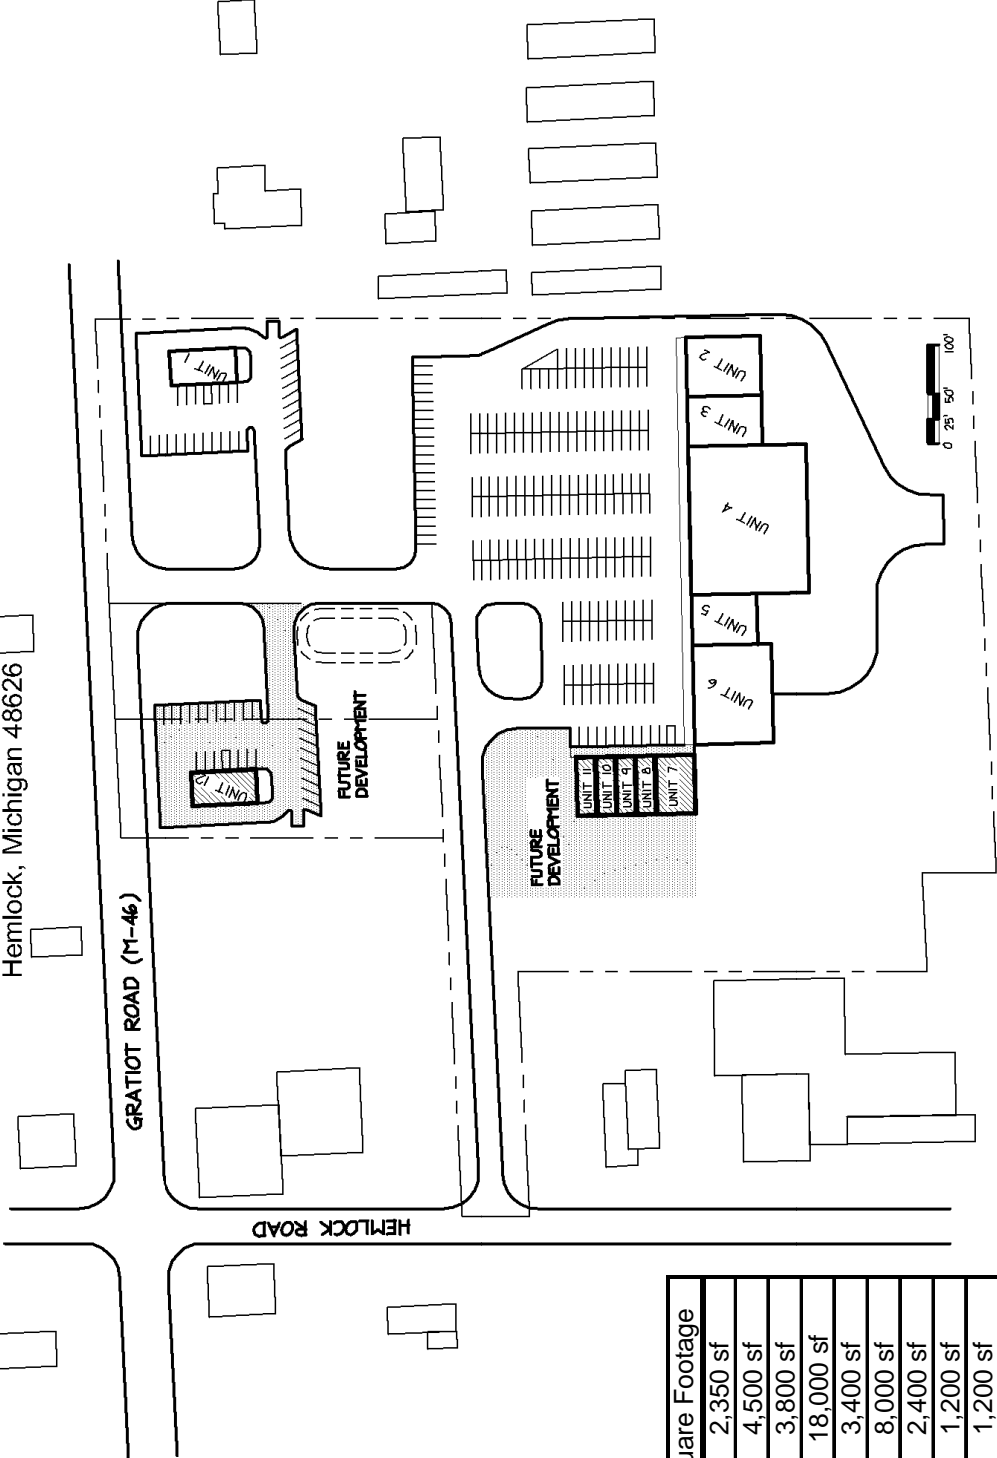 Hemlock, Michigan 48626
GRATIOT ROAD (M-46)
HEMLOCK ROAD
UNIT 1
UNIT 12
FUTURE
DEVELOPMENT
FUTURE
DEVELOPMENT
UNIT 11
UNIT 10
UNIT 9
UNIT 8
UNIT 7
UNIT 6
UNIT 5
UNIT 4
UNIT 3
UNIT 2
0 25' 50' 100'
uare Footage
2,350 sf
4,500 sf
3,800 sf
18,000 sf
3,400 sf
8,000 sf
2,400 sf
1,200 sf
1,200 sf